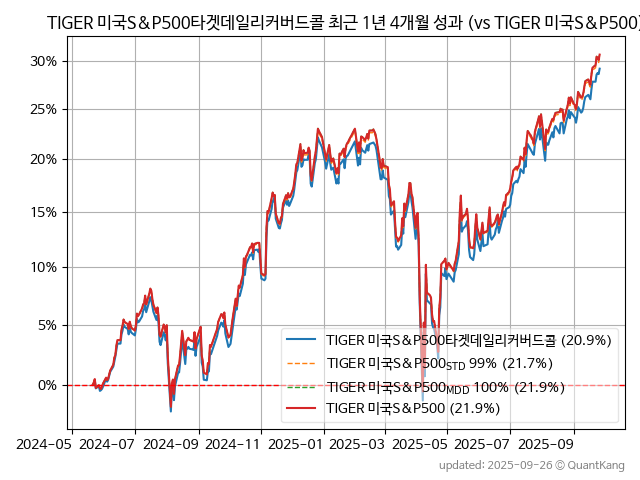 TIGER 미국S&P500타겟데일리커버드콜 최근 1년 4개월 성과 (vs TIGER 미국S&P500)
30%
25%
20%
15%
10%
5%
0%
TIGER 미국S&P500타겟데일리커버드콜 (20.9%)
TIGER 미국S&P500STD 99% (21.7%)
TIGER 미국S&P500MDD 100% (21.9%)
TIGER 미국S&P500 (21.9%)
2024-05 2024-07 2024-09 2024-11 2025-01 2025-03 2025-05 2025-07 2025-09
updated: 2025-09-26 © QuantKang